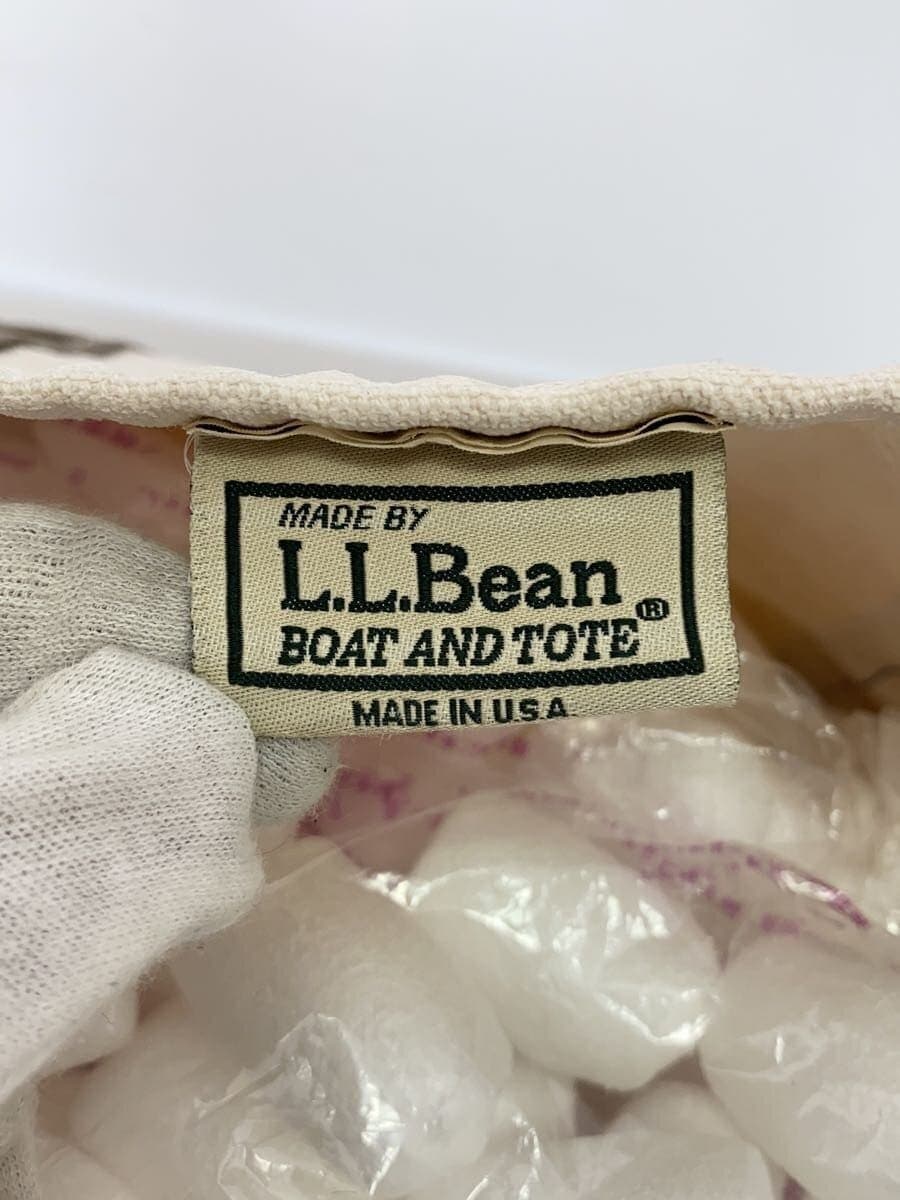 MADE BY
L.L.Bean
BOAT AND TOTE®
MADE IN U.S.A.